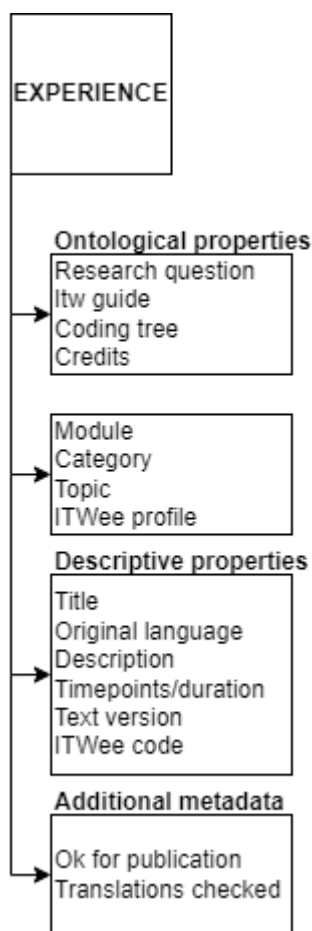 EXPERIENCE
Ontological properties
Research question
Itw guide
Coding tree
Credits
Module
Category
Topic
ITWee profile
Descriptive properties
Title
Original language
Description
Timepoints/duration
Text version
ITWee code
Additional metadata
Ok for publication
Translations checked